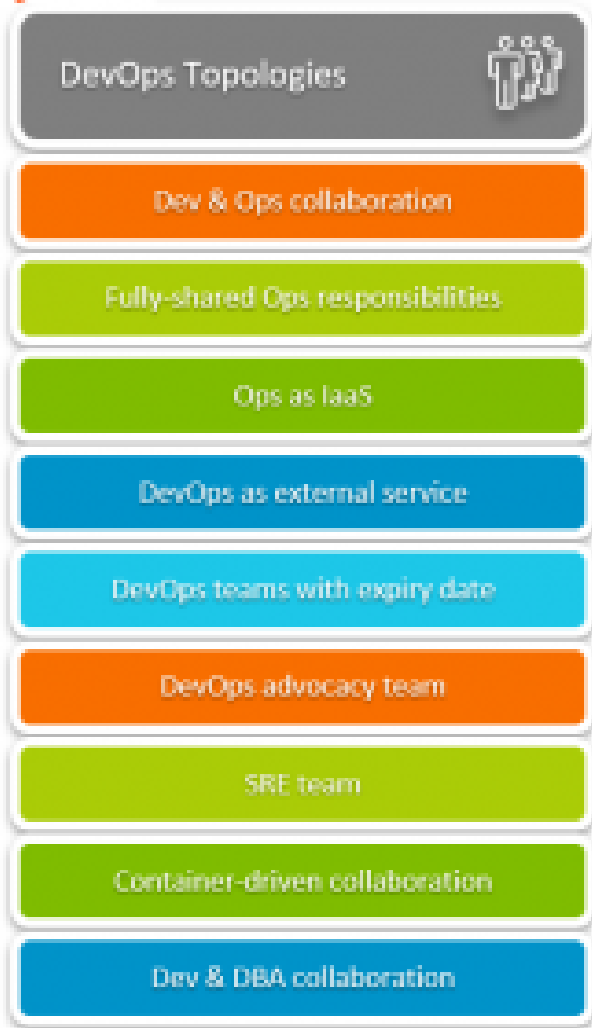 DevOps Topologies
Dev & Ops collaboration
Fully-shared Ops responsibilities
Ops as IaaS
DevOps as external service
DevOps teams with expiry date
DevOps advocacy team
SRE team
Container-driven collaboration
Dev & DBA collaboration